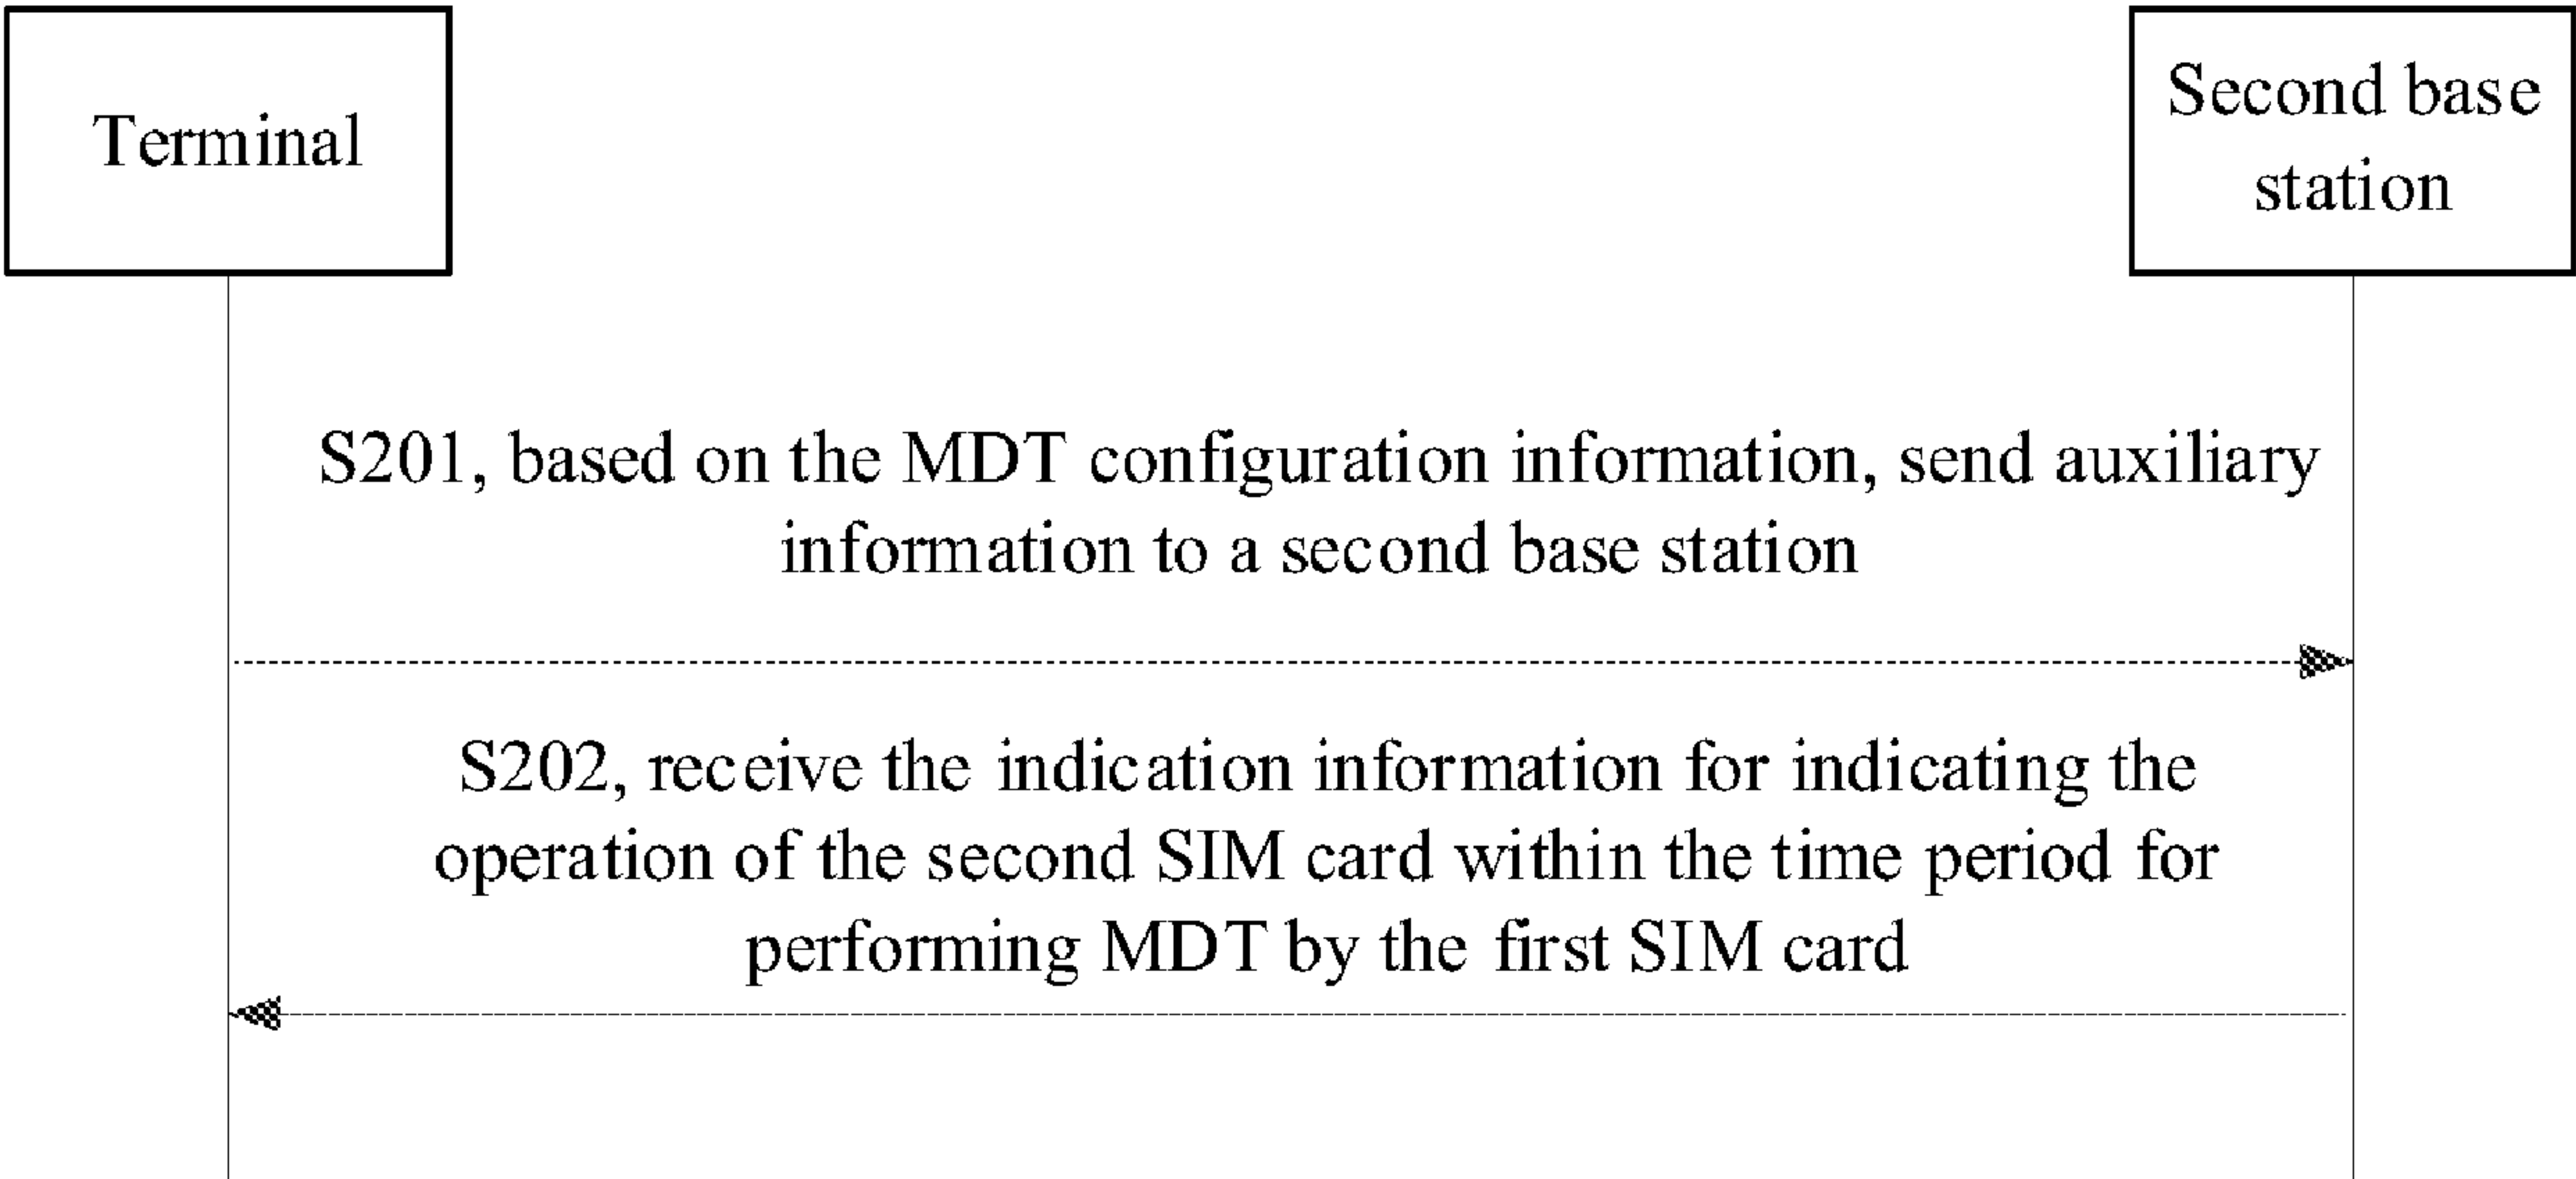 Terminal
Second base
station
S201, based on the MDT configuration information, send auxiliary
information to a second base station
S202, receive the indication information for indicating the
operation of the second SIM card within the time period for
performing MDT by the first SIM card